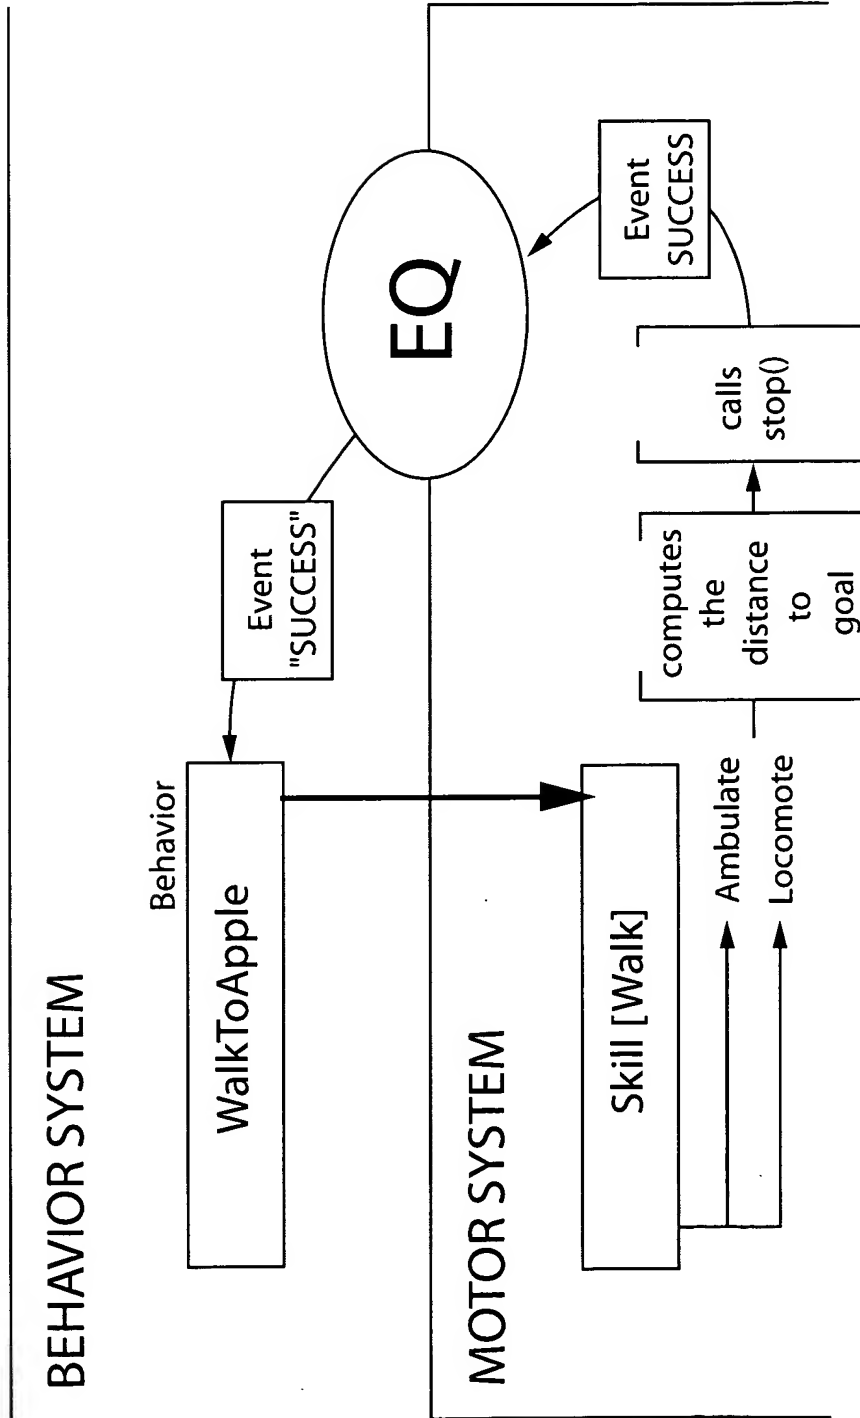 BEHAVIOR SYSTEM
Behavior
WalkToApple
Event
"SUCCESS"
EQ
MOTOR SYSTEM
Skill [Walk]
Ambulate
Locomote
computes
the
distance
to
goal
calls
stop()
Event
SUCCESS